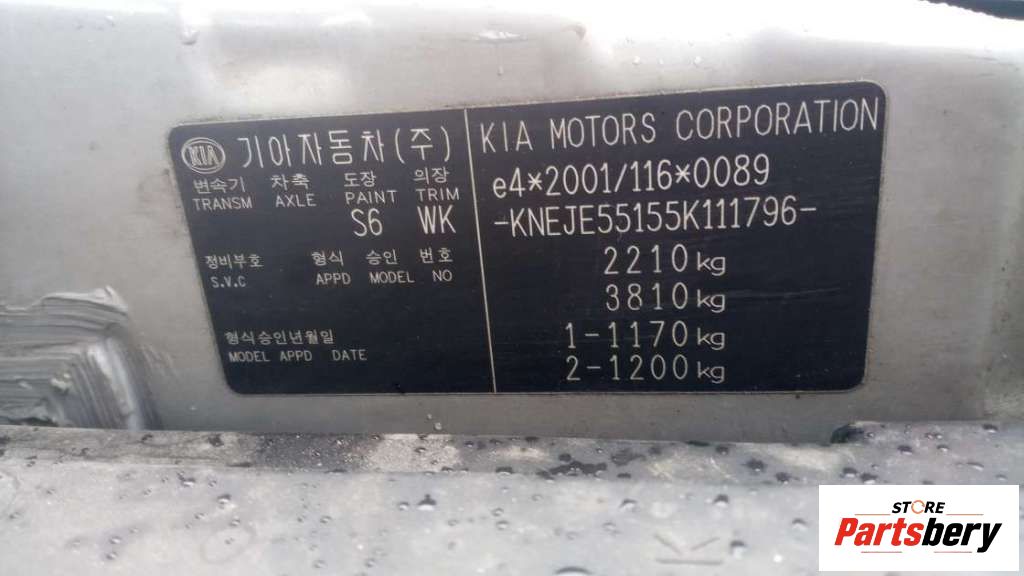 KIA 기아자동차(주)
변속기 차축 도장 의장
TRANSM AXLE PAINT TRIM
S6 WK
정비부호 형식 승인 번호
S.V.C APPD MODEL NO
형식승인년월일
MODEL APPD DATE
KIA MOTORS CORPORATION
e4*2001/116*0089
-KNEJE55155K111796-
2210kg
3810kg
1-1170kg
2-1200kg
STORE
Partsbery